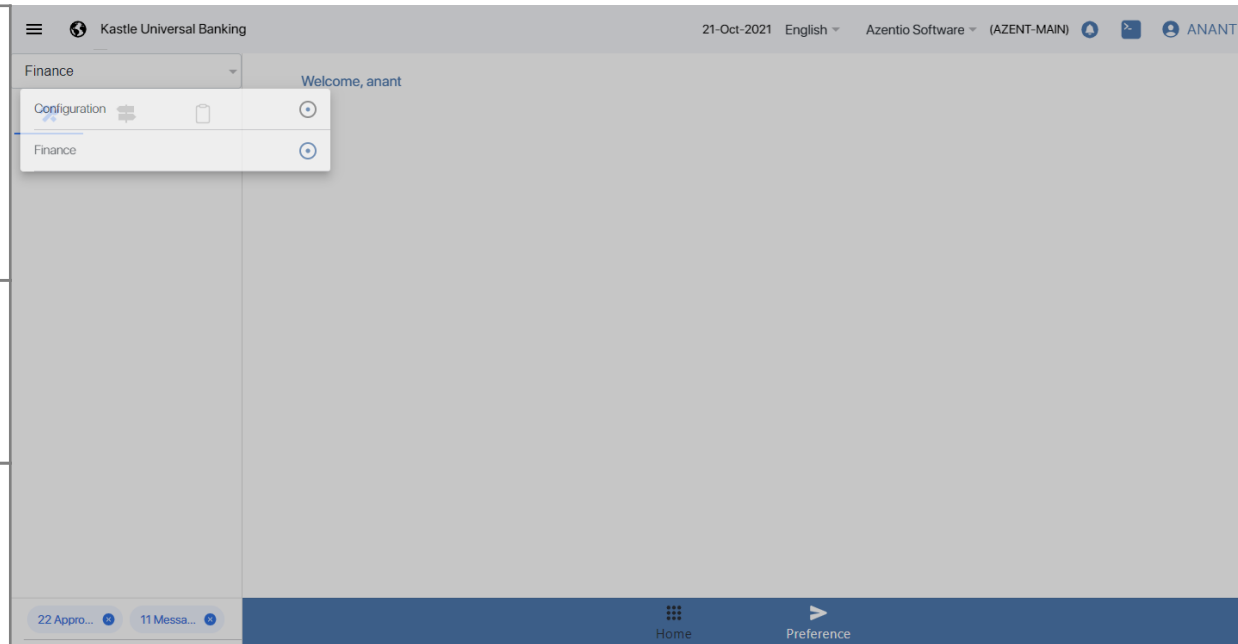 Kastle Universal Banking 21-Oct-2021 English Azentio Software (AZENT-MAIN) ANANT
Finance
Welcome, anant
Configuration
Finance
22 Appro... 11 Messa...
Home Preference